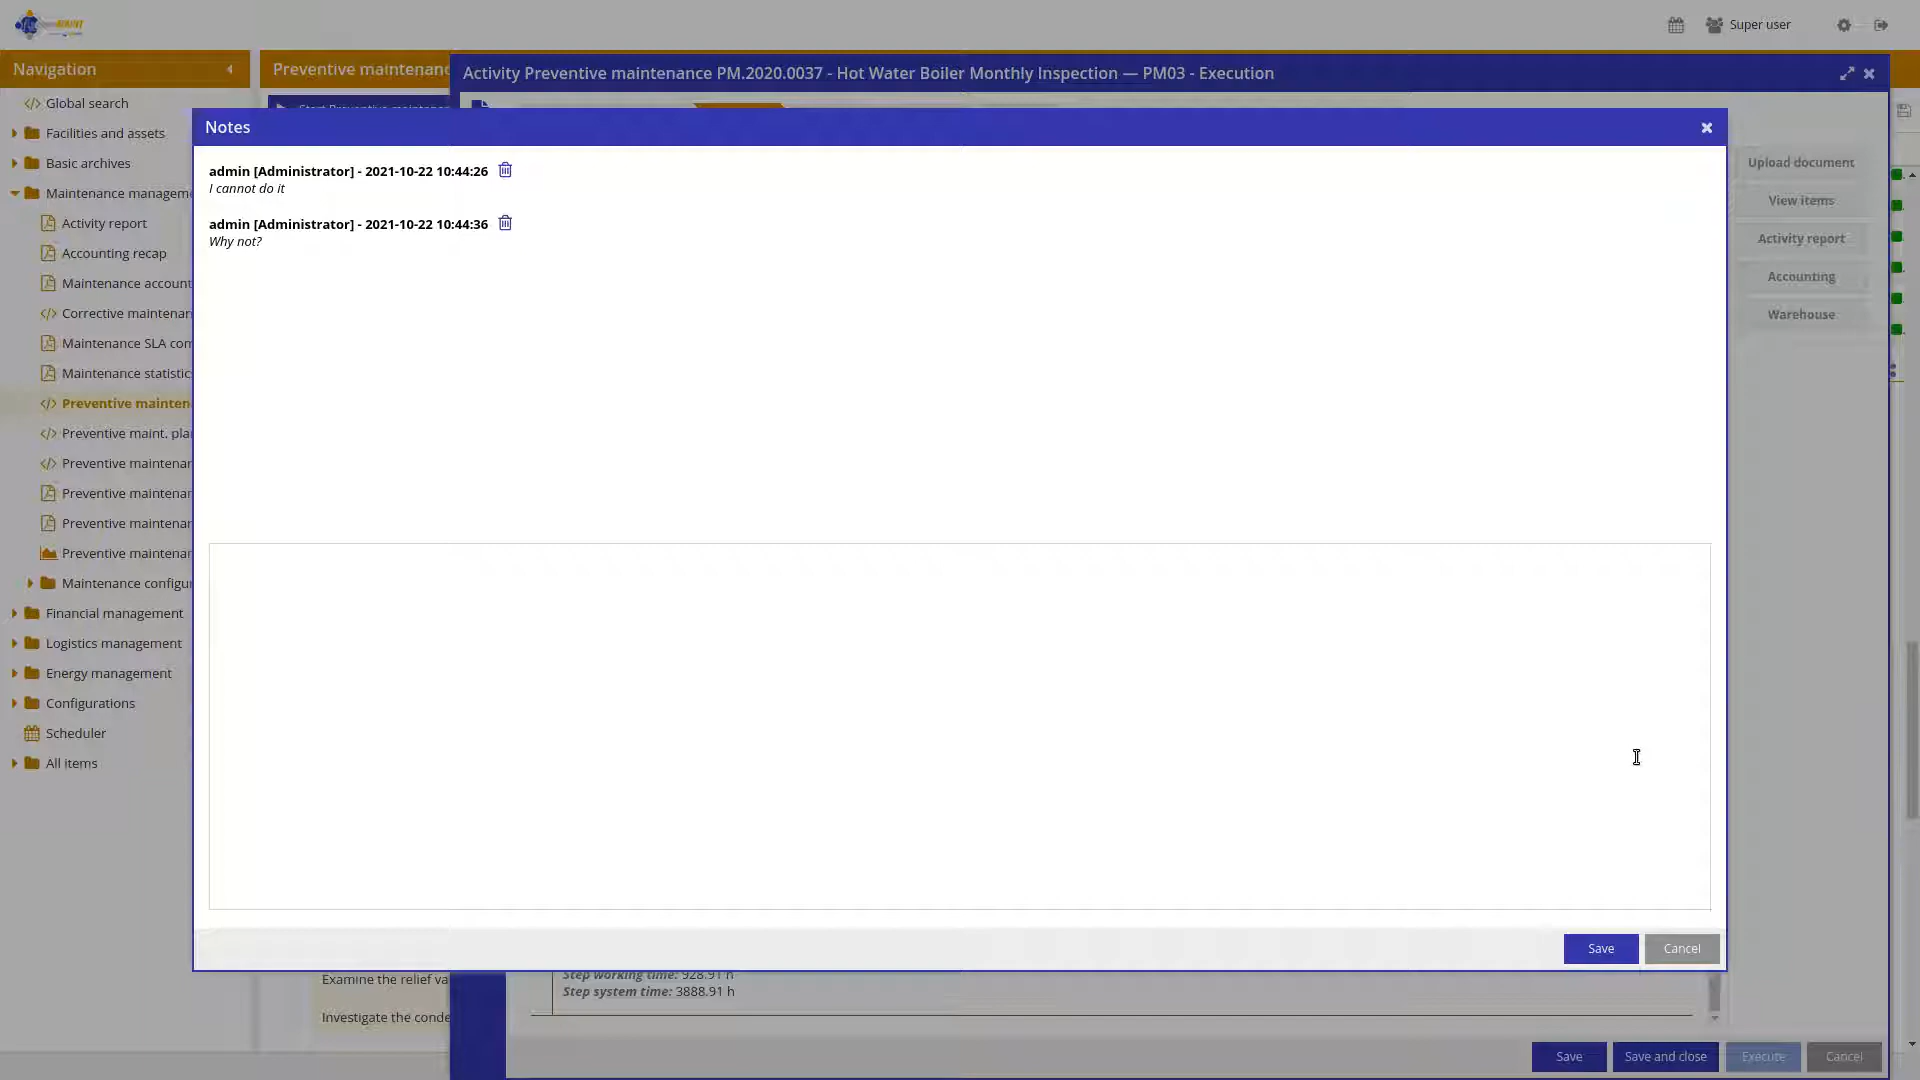 Super user
Navigation
Preventive maintenanc
Activity Preventive maintenance PM.2020.0037 - Hot Water Boiler Monthly Inspection — PM03 - Execution
Global search
Facilities and assets
Basic archives
Maintenance manageme
Activity report
Accounting recap
Maintenance account
Corrective maintenan
Maintenance SLA com
Maintenance statistic
Preventive mainten
Preventive maint. plan
Preventive maintenan
Preventive maintenan
Preventive maintenan
Preventive maintenan
Maintenance configu
Financial management
Logistics management
Energy management
Configurations
Scheduler
All items
Notes
admin [Administrator] - 2021-10-22 10:44:26
I cannot do it
admin [Administrator] - 2021-10-22 10:44:36
Why not?
Save
Cancel
Upload document
View items
Activity report
Accounting
Warehouse
Examine the relief va
Investigate the conde
Step working time: 928.91 h
Step system time: 3888.91 h
Save
Save and close
Execute
Cancel